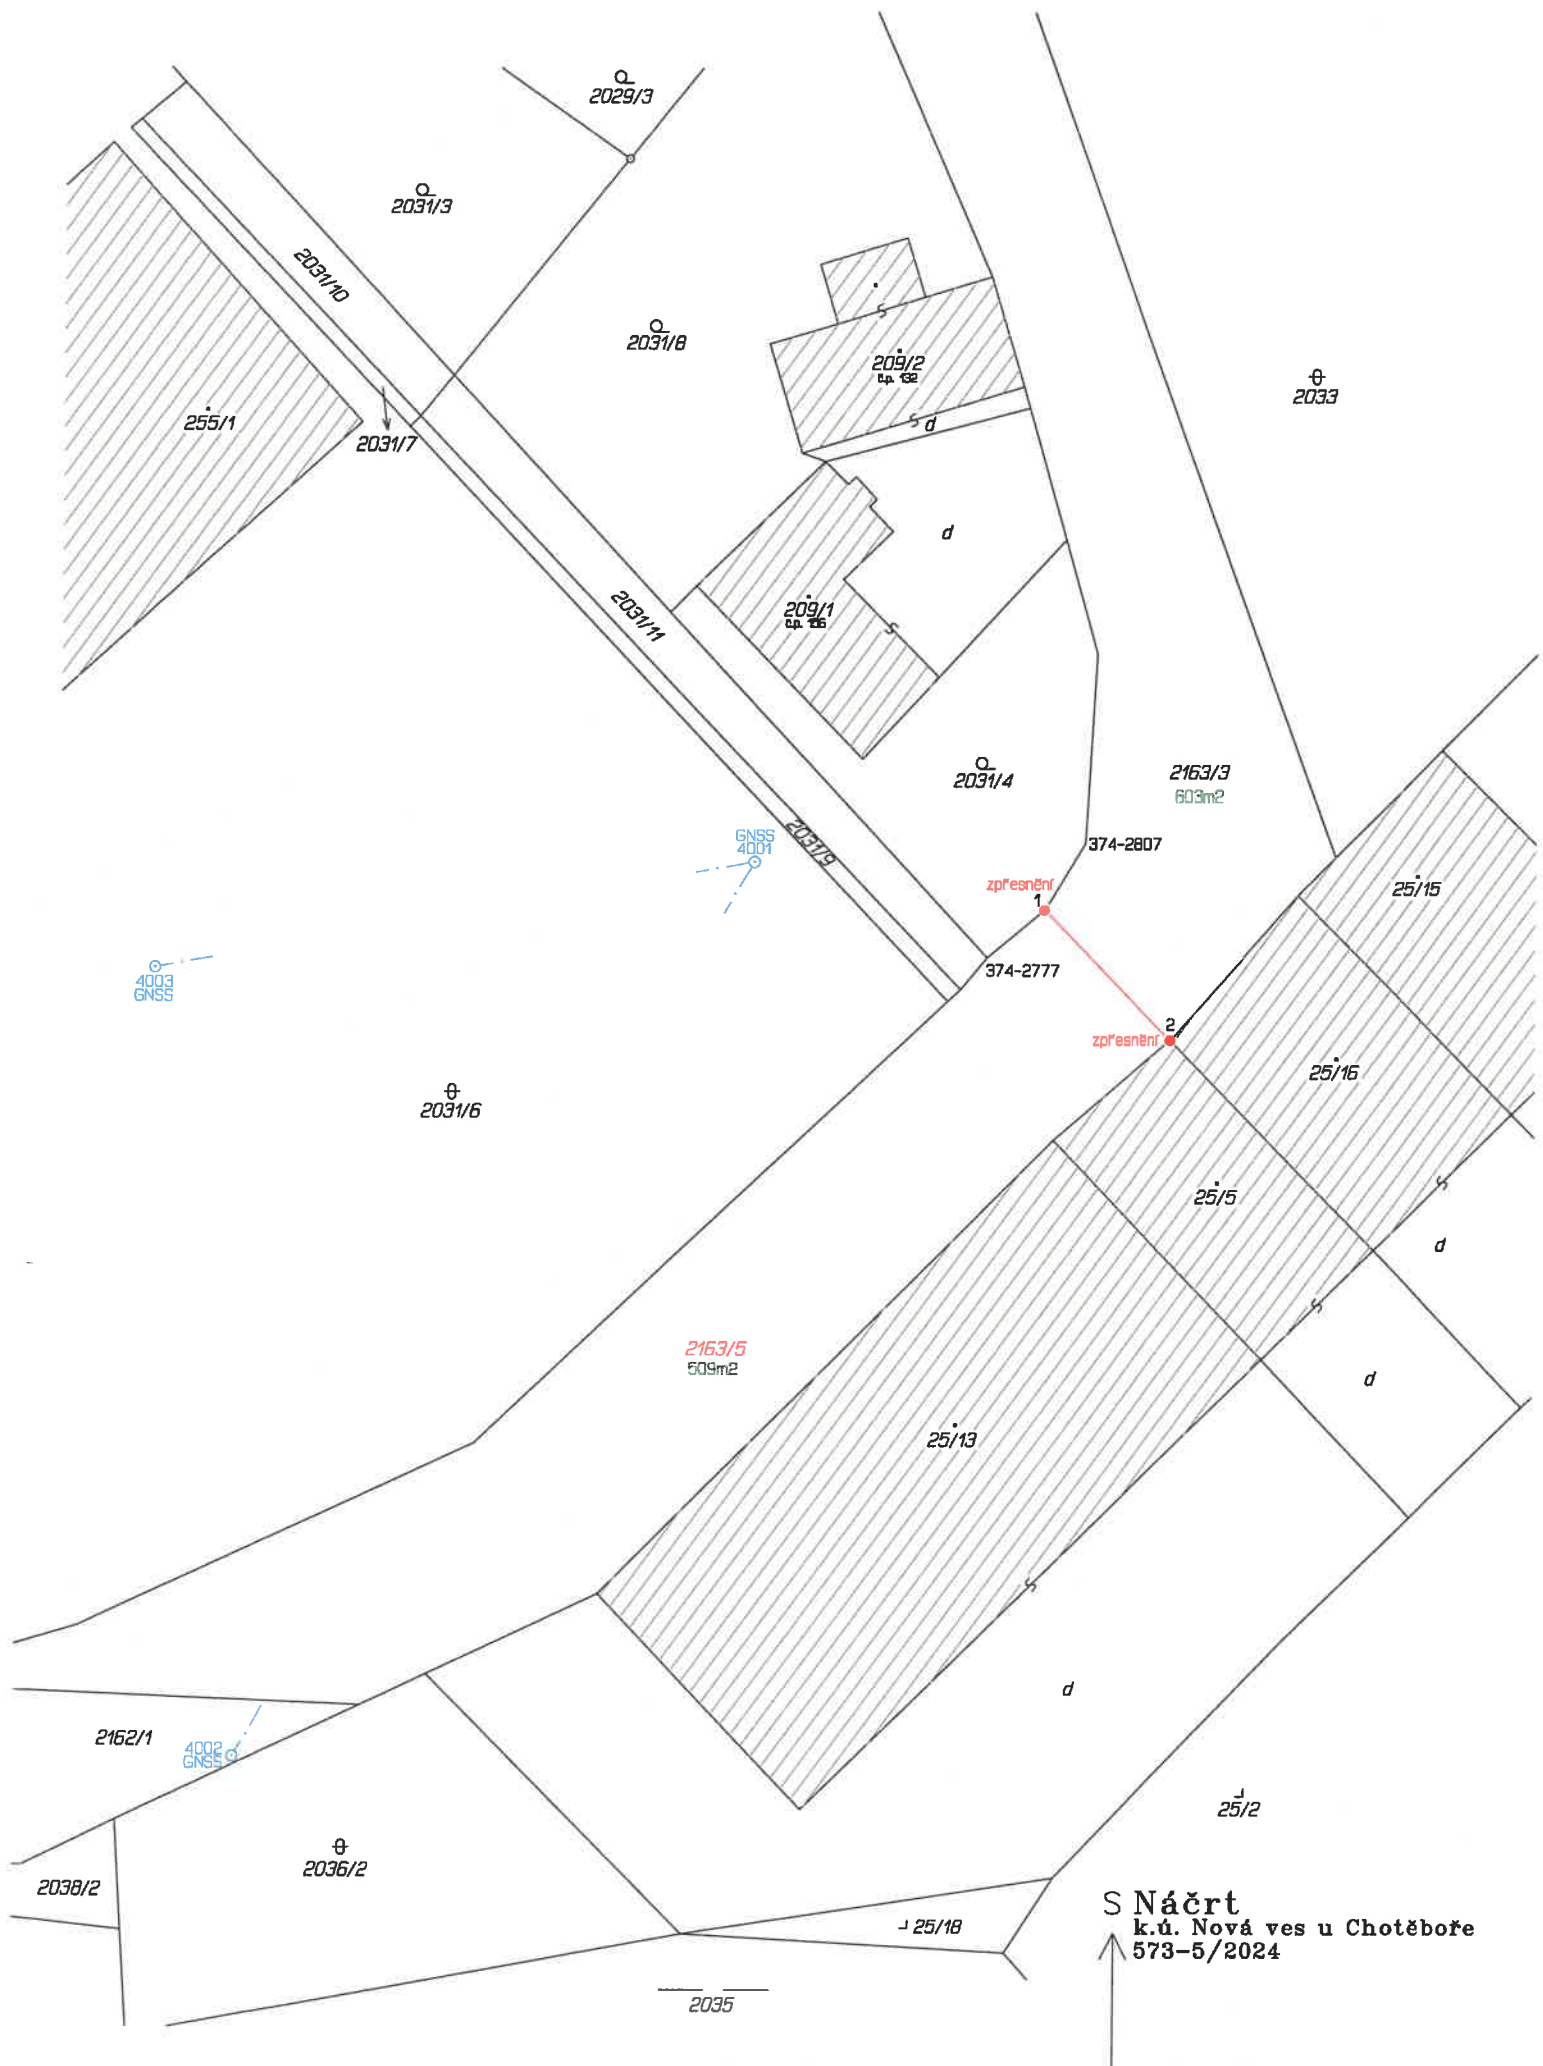 2029/3
2031/3
2031/10
2031/8
209/2
č.p. 132
2033
255/1
2031/7
d
d
2031/11
209/1
s
s
s
2031/4
2163/3
603m2
GNSS
4001
2031/9
374-2807
zpřesnění
1
25/15
374-2777
4003
GNSS
2
zpřesnění
25/16
2031/6
25/5
s
d
s
2163/5
509m2
d
25/13
s
d
2162/1
4002
GNSS
25/2
2036/2
2038/2
25/18
S Náčrt
k.ú. Nová ves u Chotěboře
573-5/2024
2035